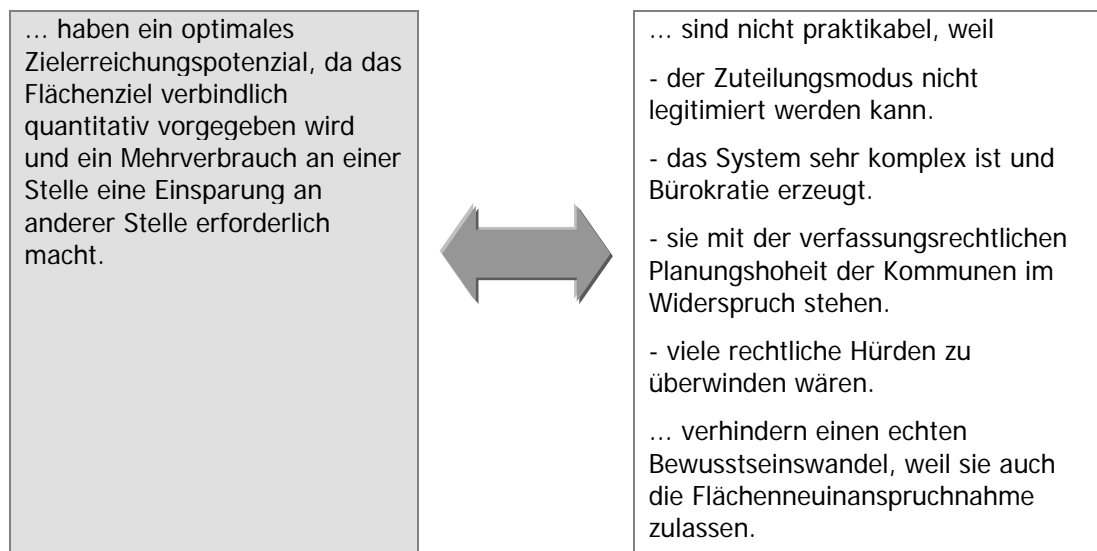 ... haben ein optimales
Zielerreichungspotenzial, da das
Flächenziel verbindlich
quantitativ vorgegeben wird
und ein Mehrverbrauch an einer
Stelle eine Einsparung an
anderer Stelle erforderlich
macht.
... sind nicht praktikabel, weil
- der Zuteilungsmodus nicht
legitimiert werden kann.
- das System sehr komplex ist und
Bürokratie erzeugt.
- sie mit der verfassungsrechtlichen
Planungshoheit der Kommunen im
Widerspruch stehen.
- viele rechtliche Hürden zu
überwinden wären.
... verhindern einen echten
Bewusstseinswandel, weil sie auch
die Flächenneuinanspruchnahme
zulassen.